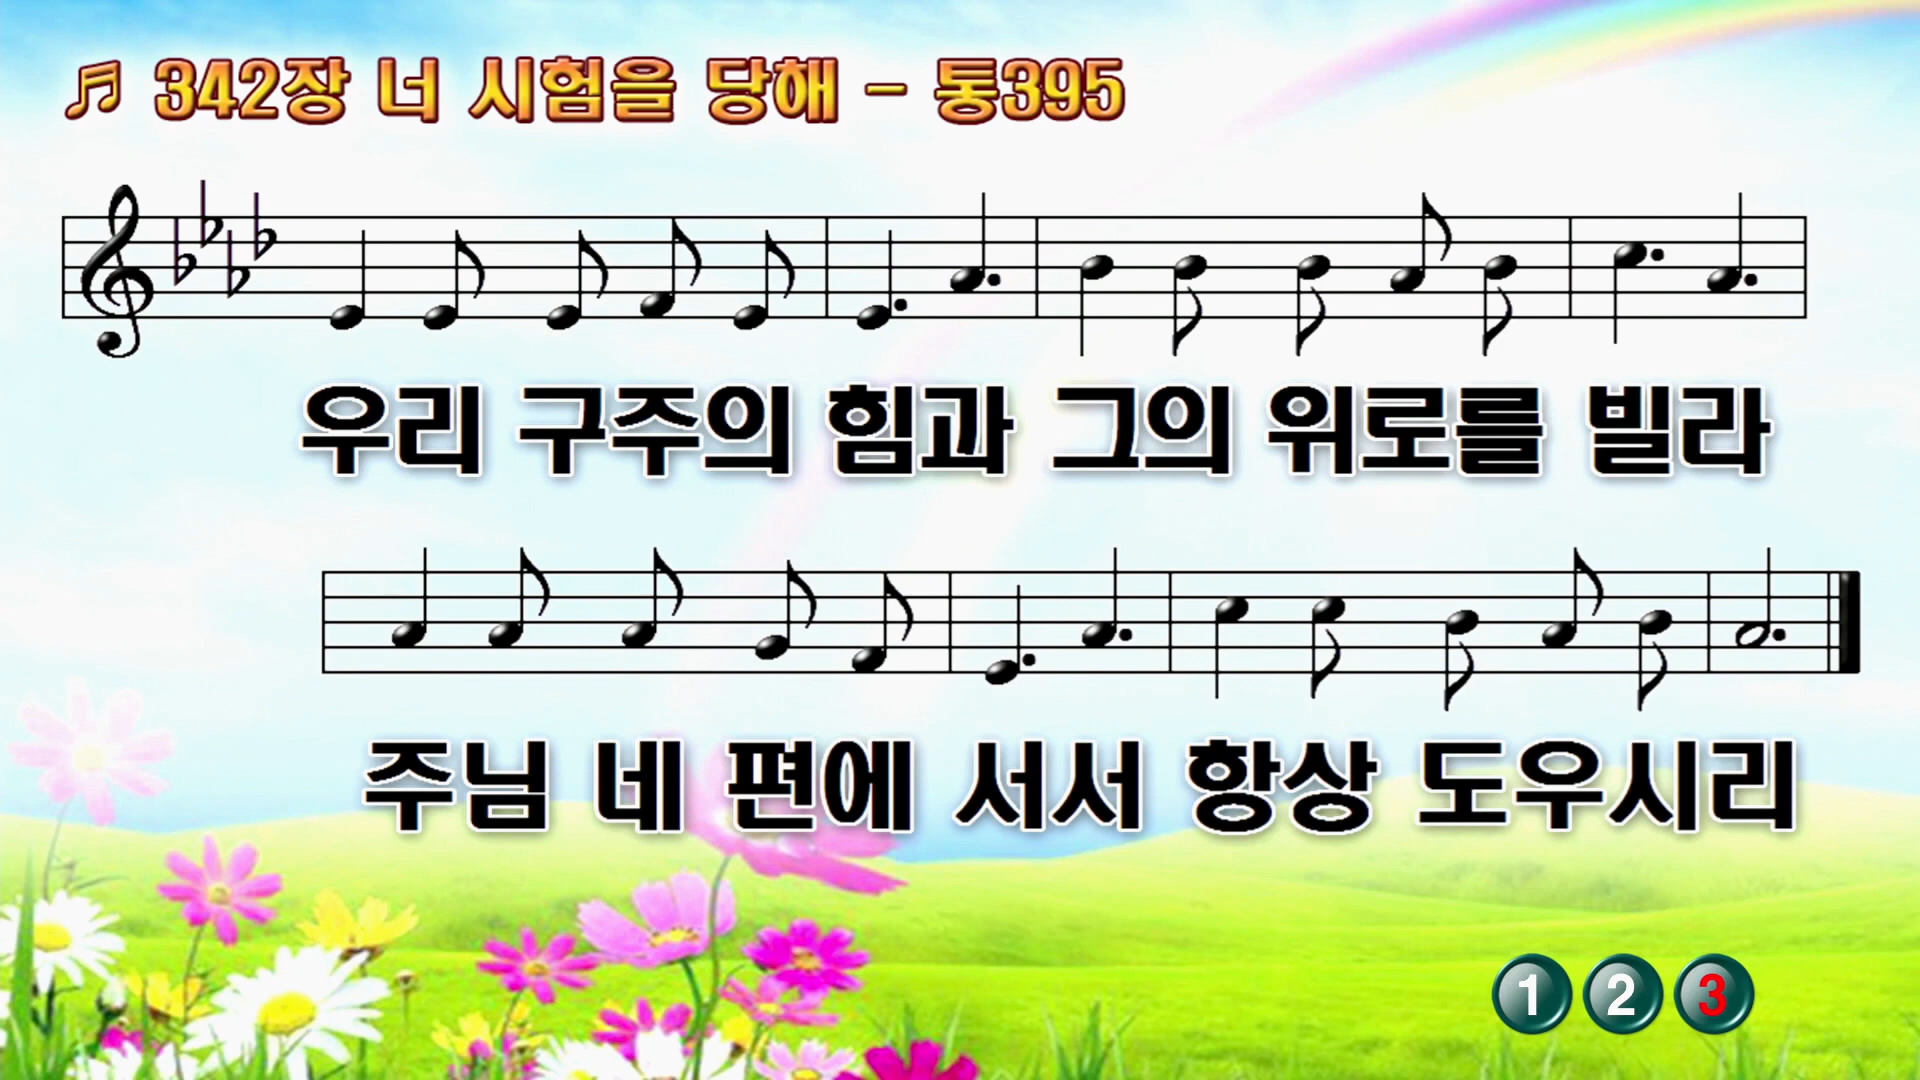 ♬ 342장 너 시험을 당해 - 통395
우리 구주의 힘과 그의 위로를 빌라
주님 네 편에 서서 항상 도우시리
1 2 3